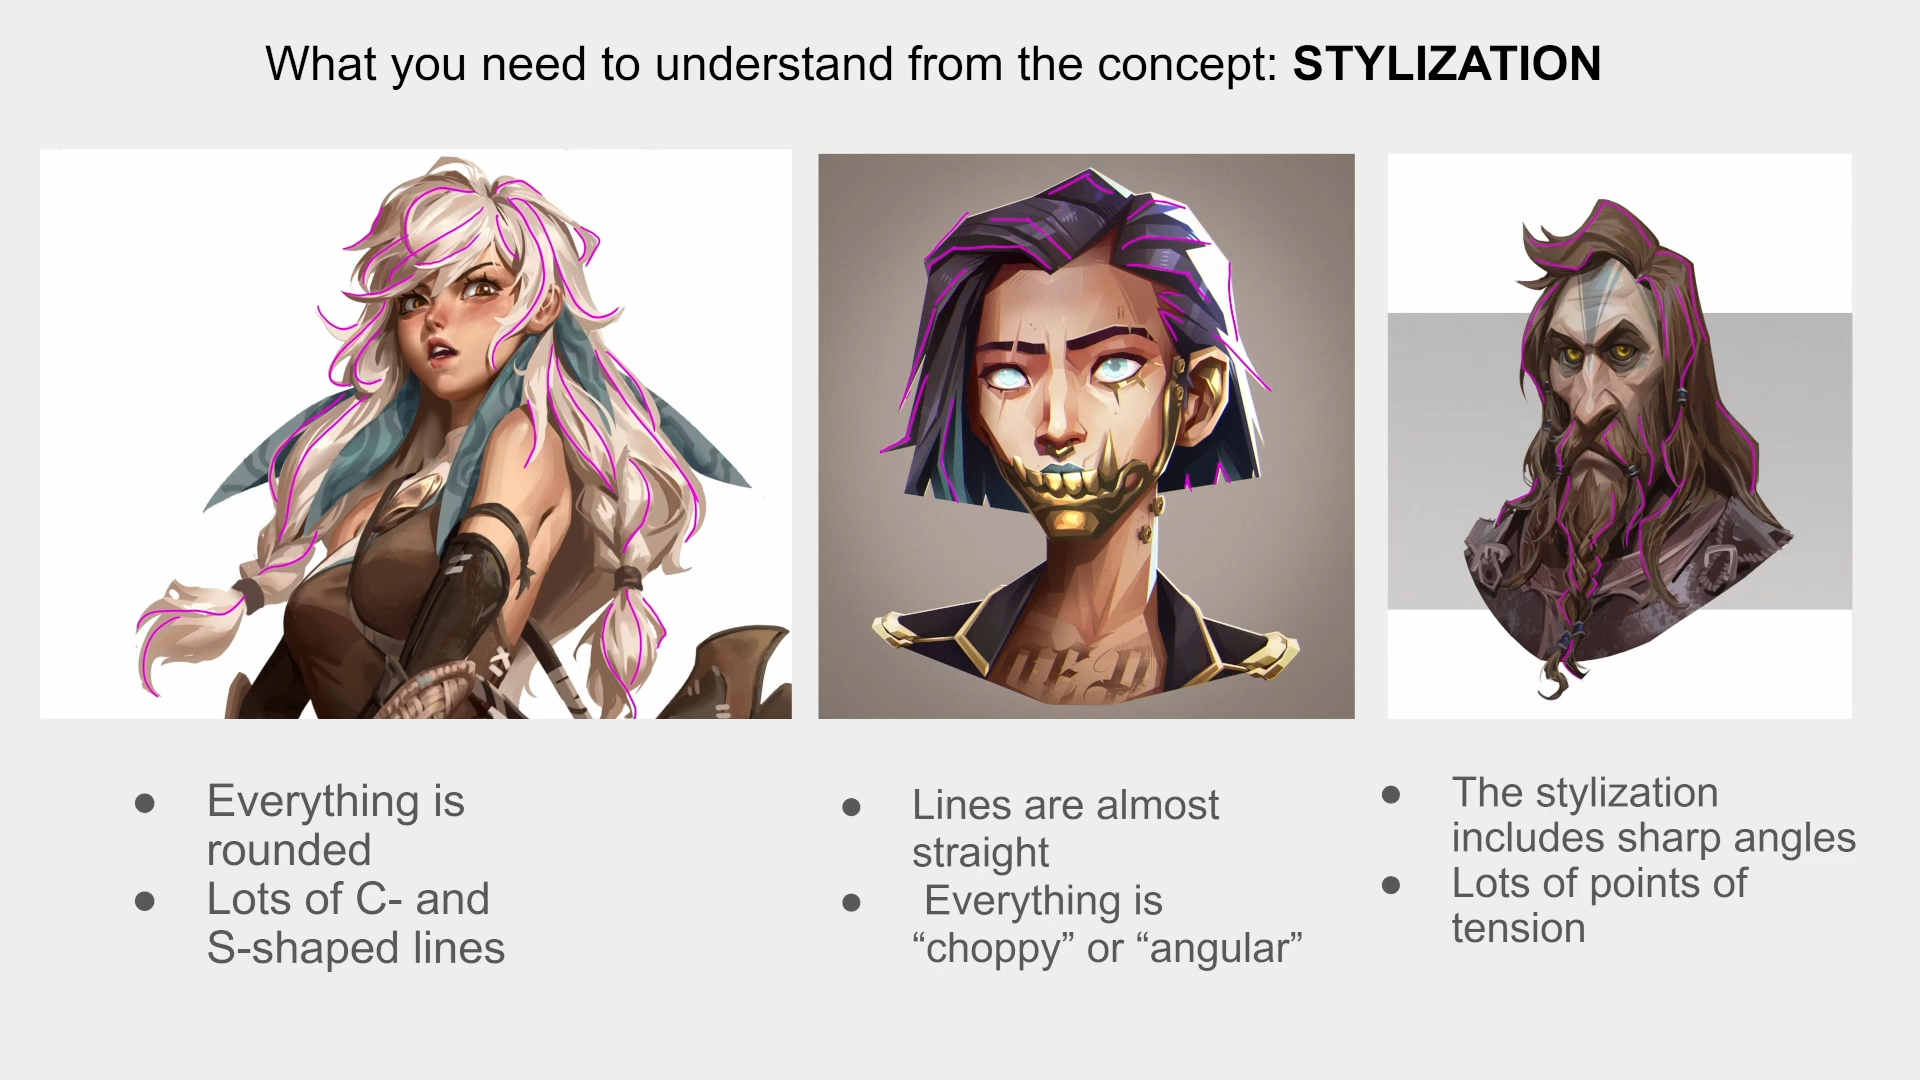 What you need to understand from the concept: STYLIZATION
● Everything is
rounded
● Lots of C- and
S-shaped lines
● Lines are almost
straight
● Everything is
“choppy” or “angular”
● The stylization
includes sharp angles
● Lots of points of
tension